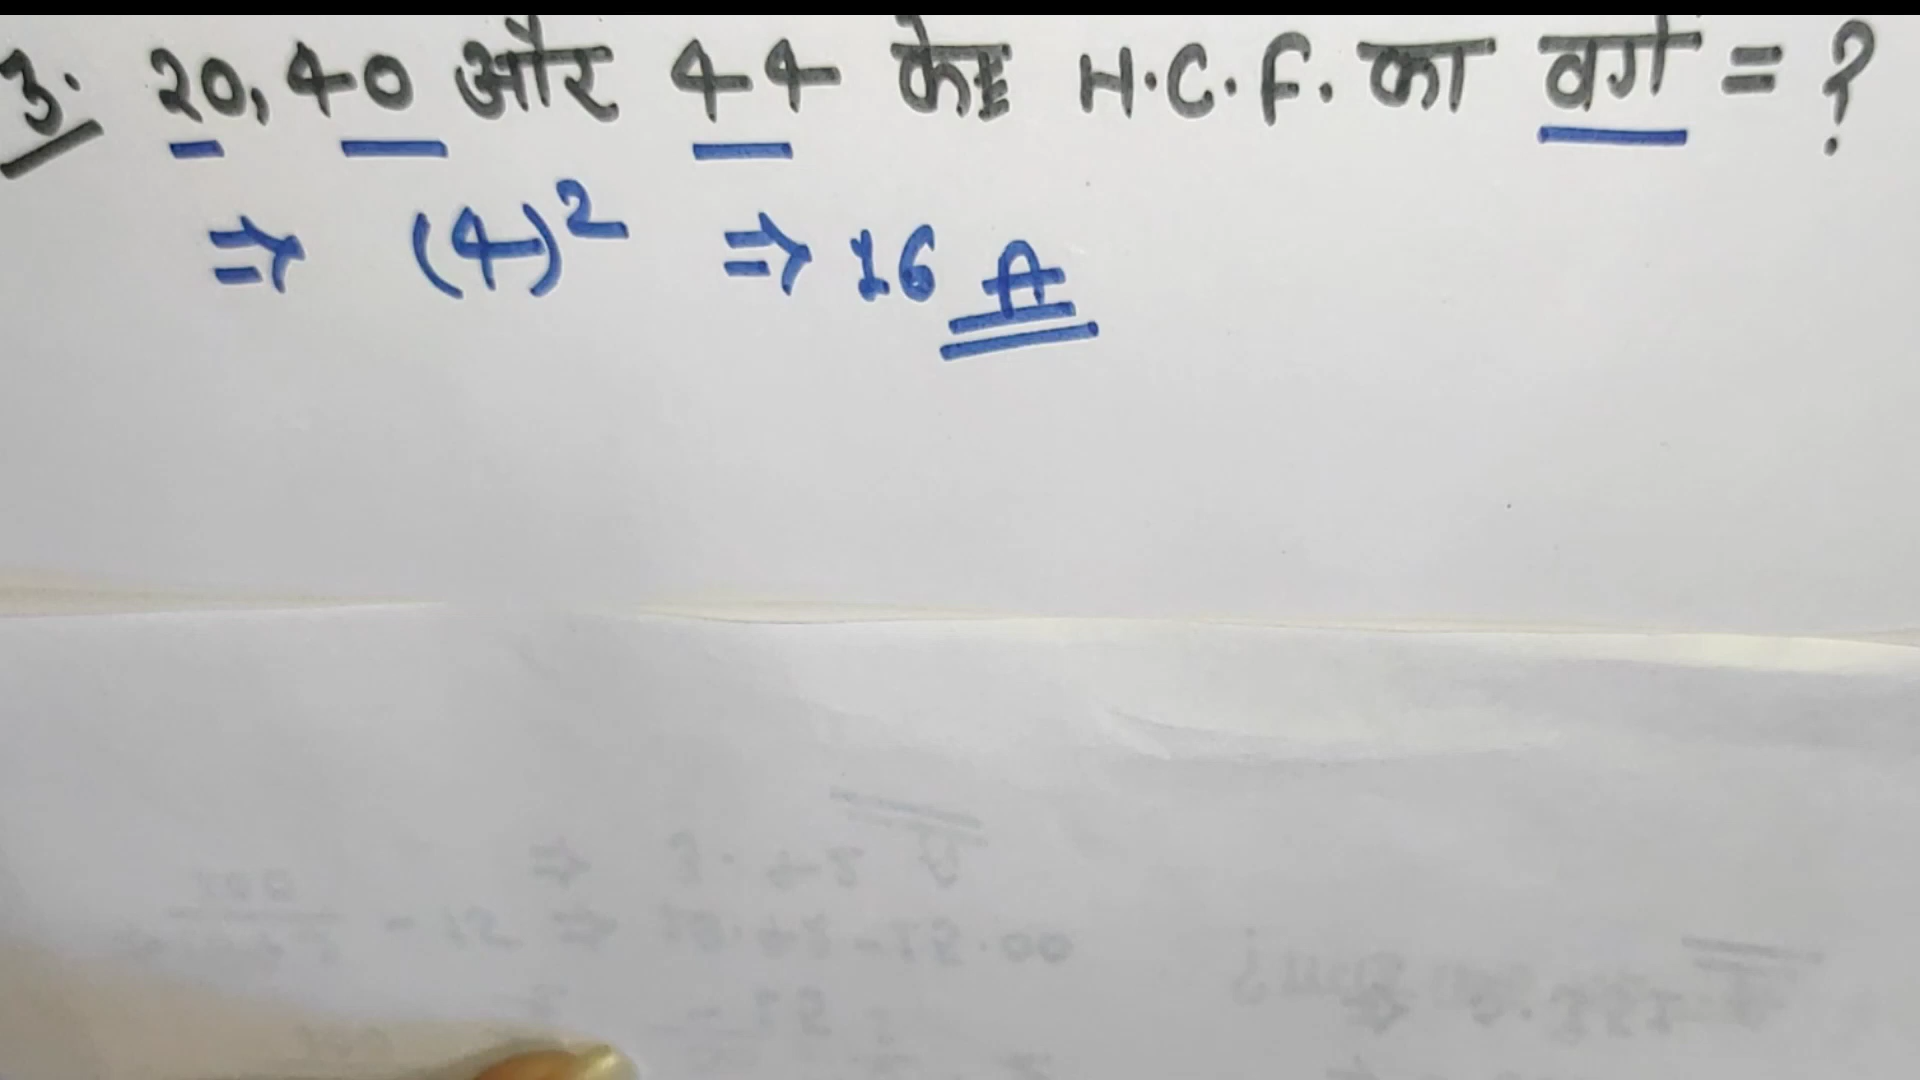 3. 20, 40 और 44 के H.C.F. का वर्ग = ?
⇒ (4)² ⇒ 16 A